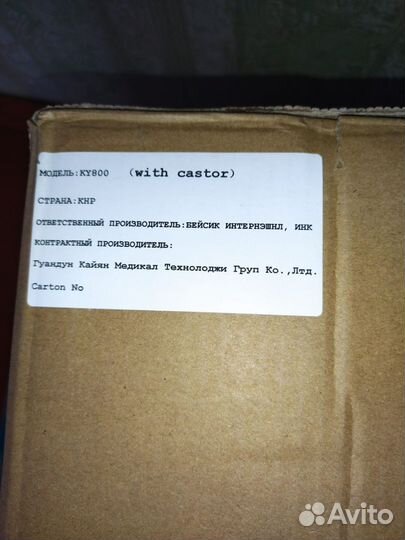 МОДЕЛЬ:KY800 (with castor)
СТРАНА:КНР
ОТВЕТСТВЕННЫЙ ПРОИЗВОДИТЕЛЬ:БЕЙСИК ИНТЕРНЭШНЛ, ИНК
КОНТРАКТНЫЙ ПРОИЗВОДИТЕЛЬ:
Гуандун Кайян Медикал Технолоджи Груп Ко.,Лтд.
Carton No
Avito